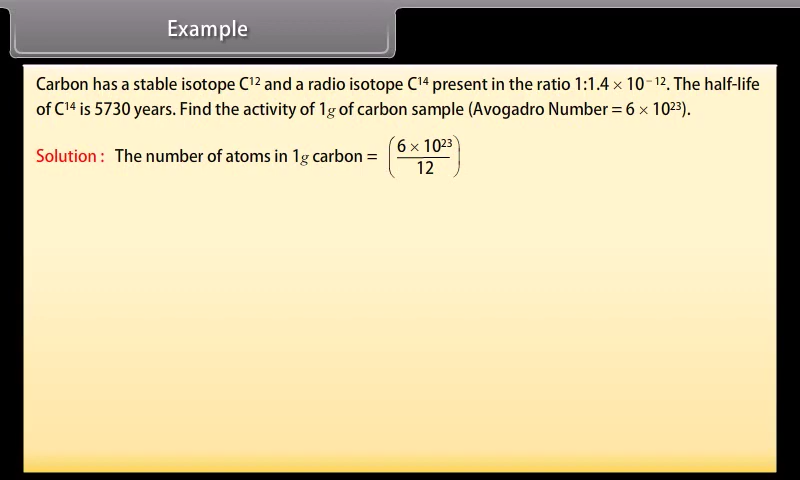 Example
Carbon has a stable isotope C¹² and a radio isotope C¹⁴ present in the ratio 1:1.4 × 10⁻¹². The half-life
of C¹⁴ is 5730 years. Find the activity of 1g of carbon sample (Avogadro Number = 6 × 10²³).
Solution : The number of atoms in 1g carbon = (6 × 10²³ / 12)